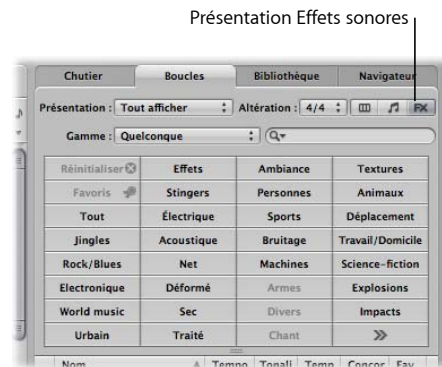 Présentation Effets sonores
Chutier Boucles Bibliothèque Navigateur
Présentation : Tout afficher Altération : 4/4 FX
Gamme : Quelconque
Réinitialiser Effets Ambiance Textures
Favoris Stingers Personnes Animaux
Tout Électrique Sports Déplacement
Jingles Acoustique Bruitage Travail/Domicile
Rock/Blues Net Machines Science-fiction
Electronique Déformé Armes Explosions
World music Sec Divers Impacts
Urbain Traité Chant
Nom Tempo Tonali Temp Concor Fav